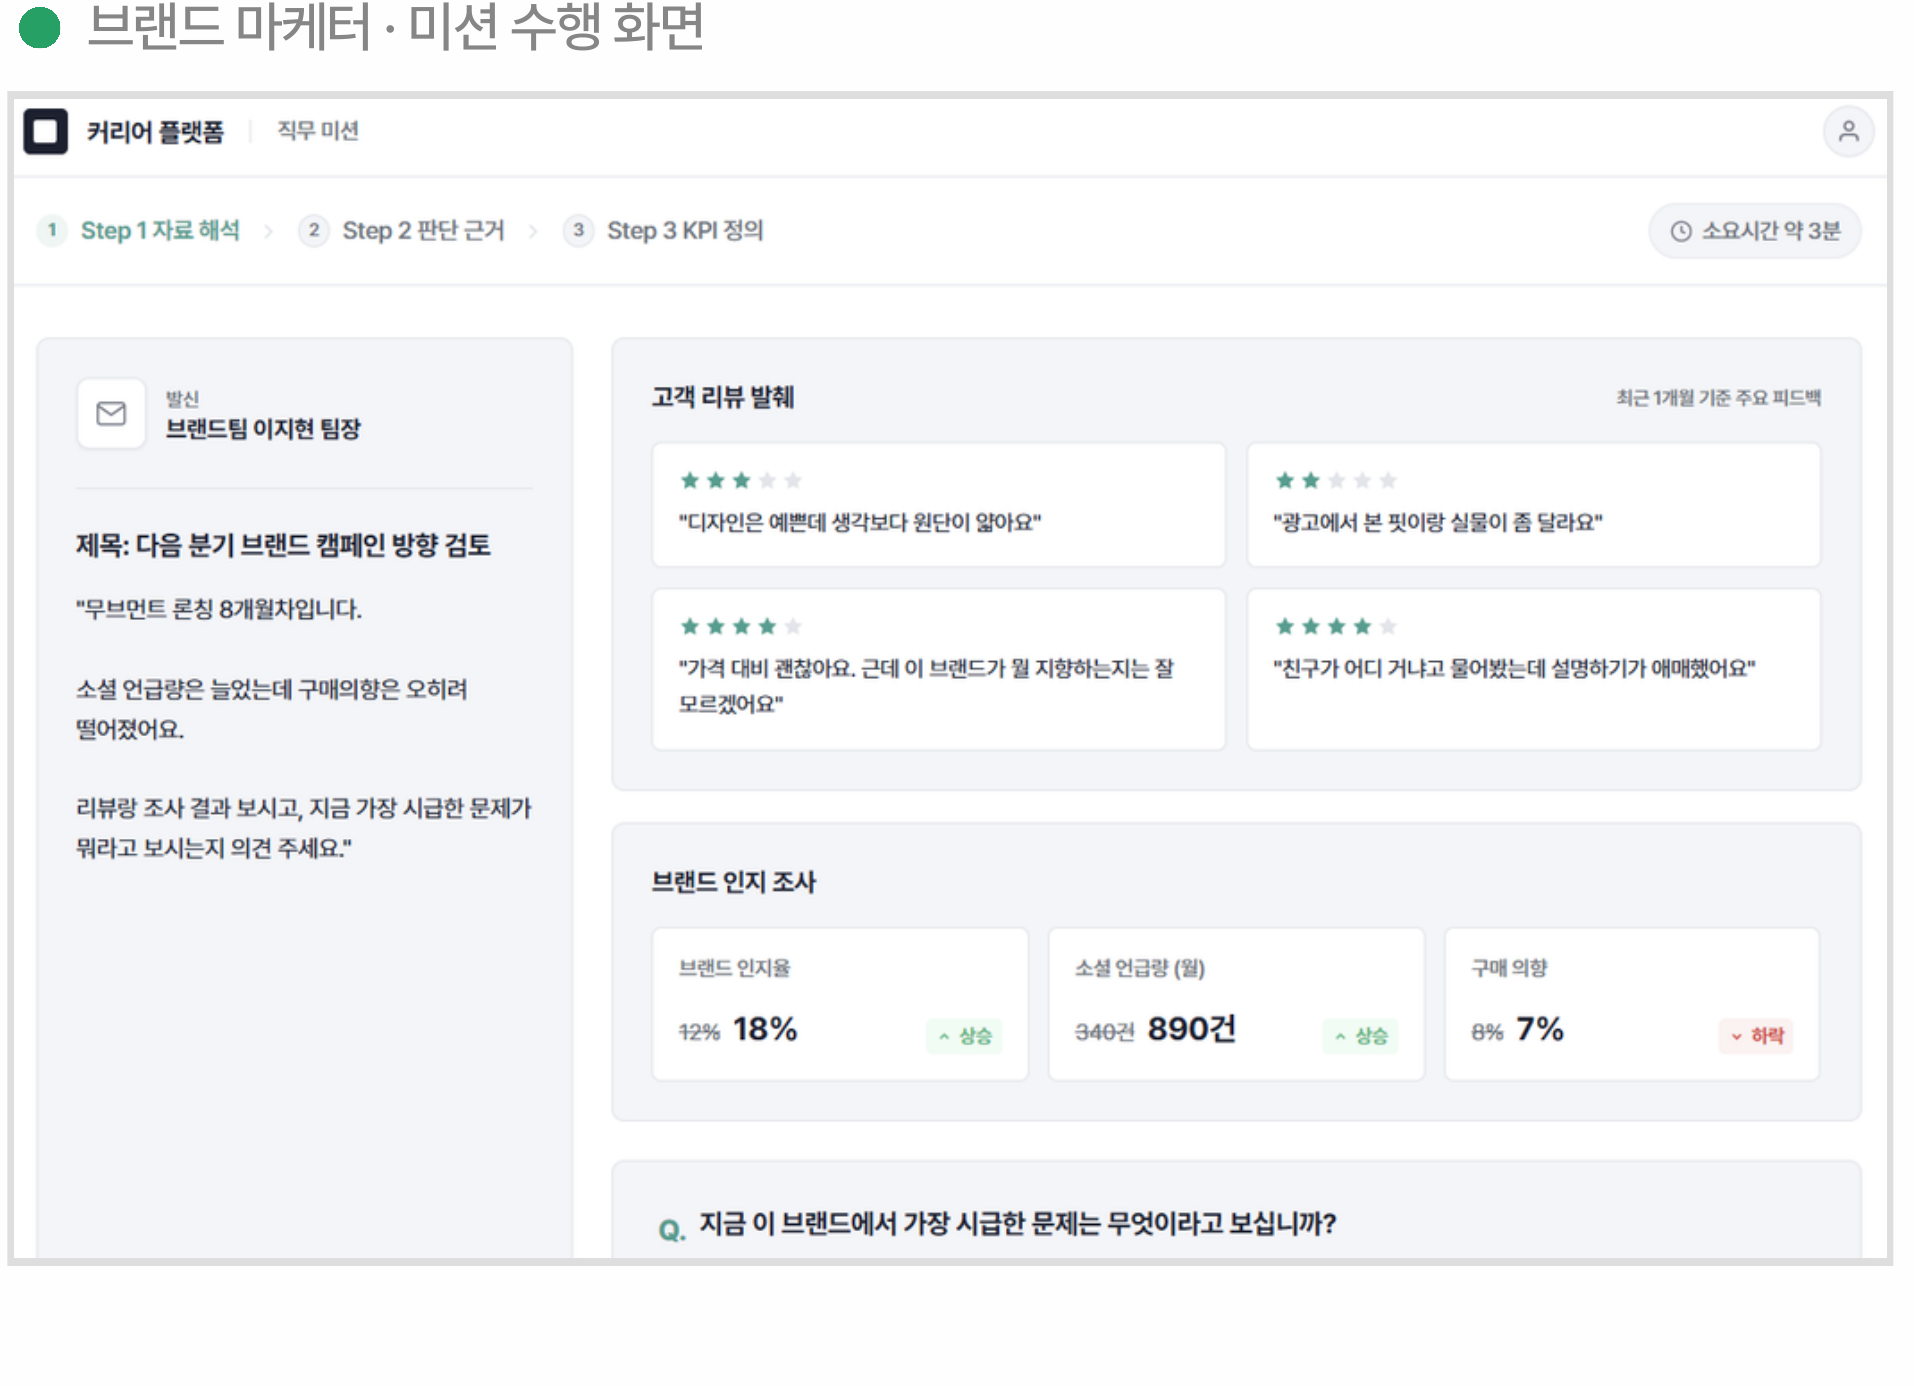 브랜드 마케터 · 미션 수행 화면
커리어 플랫폼
직무 미션
1 Step 1 자료 해석
2 Step 2 판단 근거
3 Step 3 KPI 정의
소요시간 약 3분
발신
브랜드팀 이지현 팀장
제목: 다음 분기 브랜드 캠페인 방향 검토
"무브먼트 론칭 8개월차입니다.
소셜 언급량은 늘었는데 구매의향은 오히려
떨어졌어요.
리뷰랑 조사 결과 보시고, 지금 가장 시급한 문제가
뭐라고 보시는지 의견 주세요."
고객 리뷰 발췌
최근 1개월 기준 주요 피드백
"디자인은 예쁜데 생각보다 원단이 얇아요"
"광고에서 본 핏이랑 실물이 좀 달라요"
"가격 대비 괜찮아요. 근데 이 브랜드가 뭘 지향하는지는 잘
모르겠어요"
"친구가 어디 거냐고 물어봤는데 설명하기가 애매했어요"
브랜드 인지 조사
브랜드 인지율
12% 18%
상승
소셜 언급량 (월)
340건 890건
상승
구매 의향
8% 7%
하락
Q. 지금 이 브랜드에서 가장 시급한 문제는 무엇이라고 보십니까?